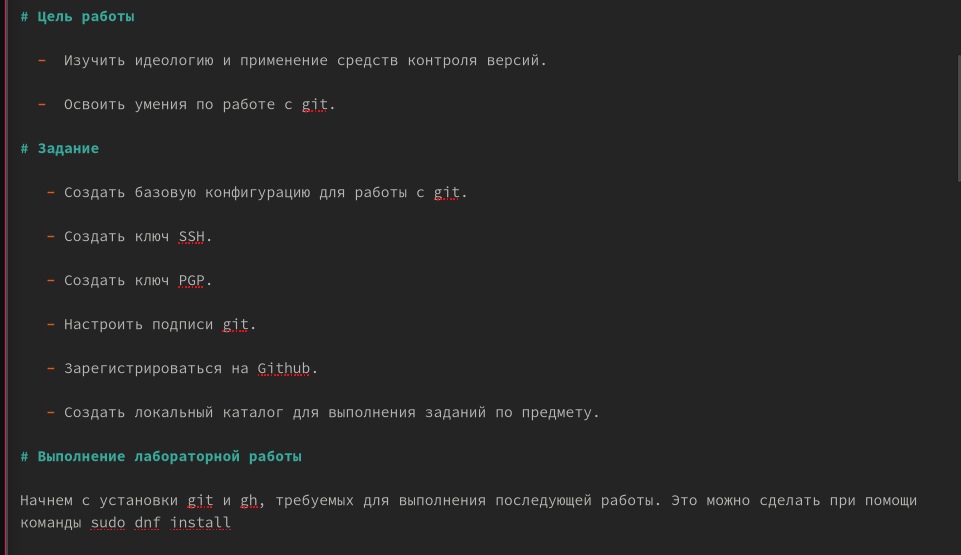 # Цель работы
- Изучить идеологию и применение средств контроля версий.
- Освоить умения по работе с git.
# Задание
- Создать базовую конфигурацию для работы с git.
- Создать ключ SSH.
- Создать ключ PGP.
- Настроить подписи git.
- Зарегистрироваться на Github.
- Создать локальный каталог для выполнения заданий по предмету.
# Выполнение лабораторной работы
Начнем с установки git и gh, требуемых для выполнения последующей работы. Это можно сделать при помощи
команды sudo dnf install